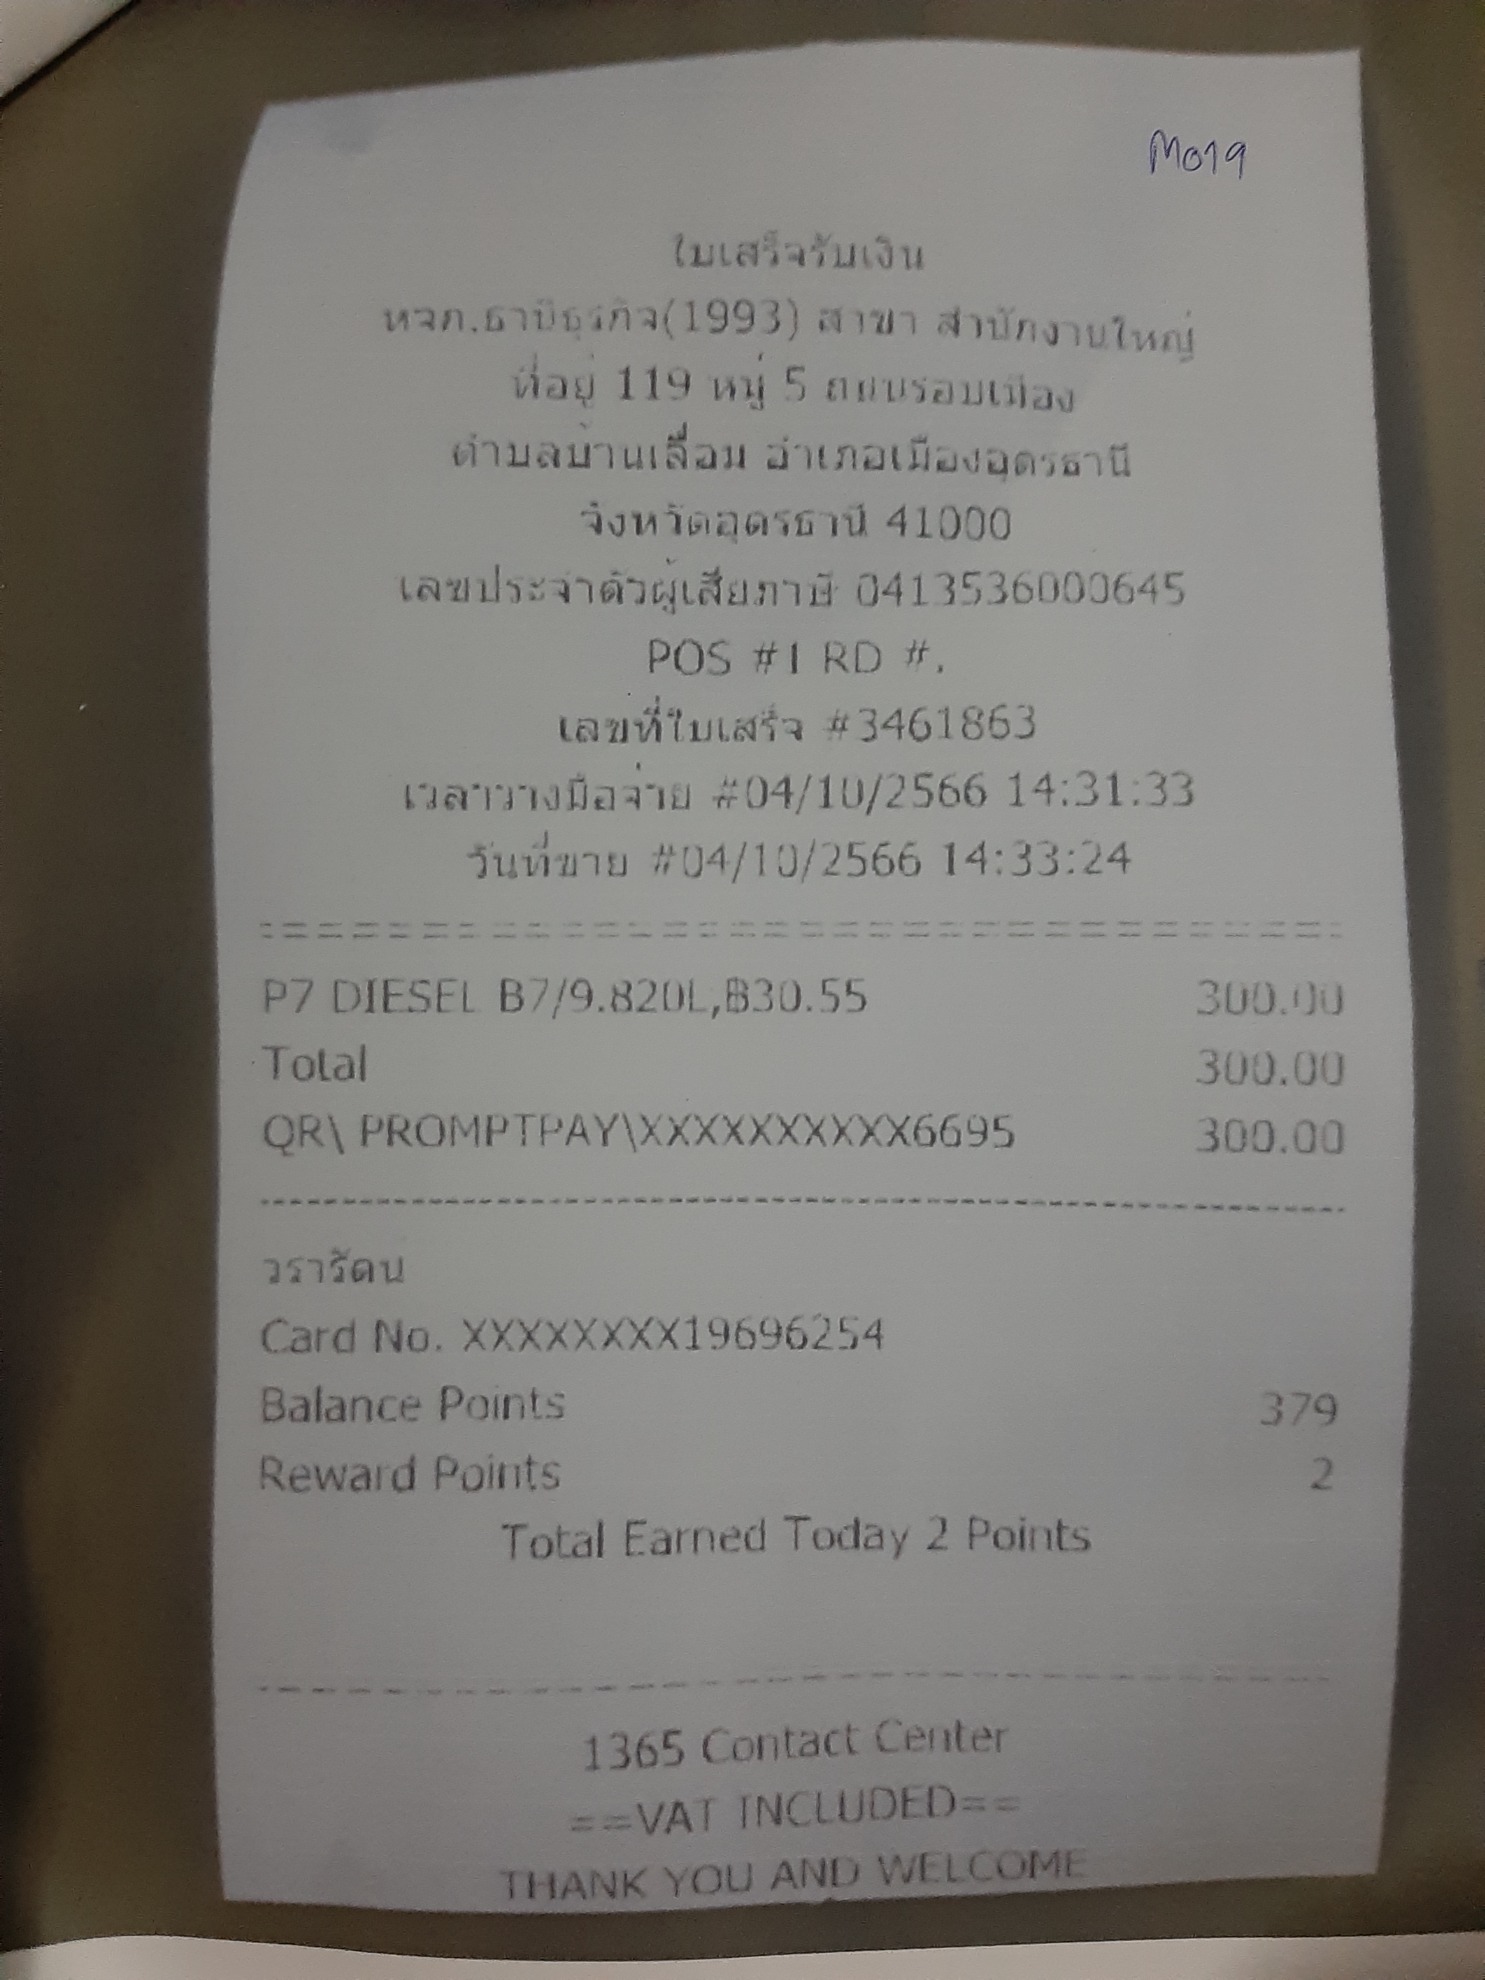 M019
ใบเสร็จรับเงิน
หจก.ธานีธุรกิจ(1993) สาขา สำนักงานใหญ่
ที่อยู่ 119 หมู่ 5 ถนนรอบเมือง
ตำบลบ้านเลื่อม อำเภอเมืองอุดรธานี
จังหวัดอุดรธานี 41000
เลขประจำตัวผู้เสียภาษี 0413536000645
POS #1 RD #.
เลขที่ใบเสร็จ #3461863
เวลาวางมือจ่าย #04/10/2566 14:31:33
วันที่ขาย #04/10/2566 14:33:24
P7 DIESEL B7/9.820L,B30.55 300.00
Total 300.00
QR\ PROMPTPAY\XXXXXXXXXX6695 300.00
วรารัตน
Card No. XXXXXXXX19696254
Balance Points 379
Reward Points 2
Total Earned Today 2 Points
1365 Contact Center
==VAT INCLUDED==
THANK YOU AND WELCOME